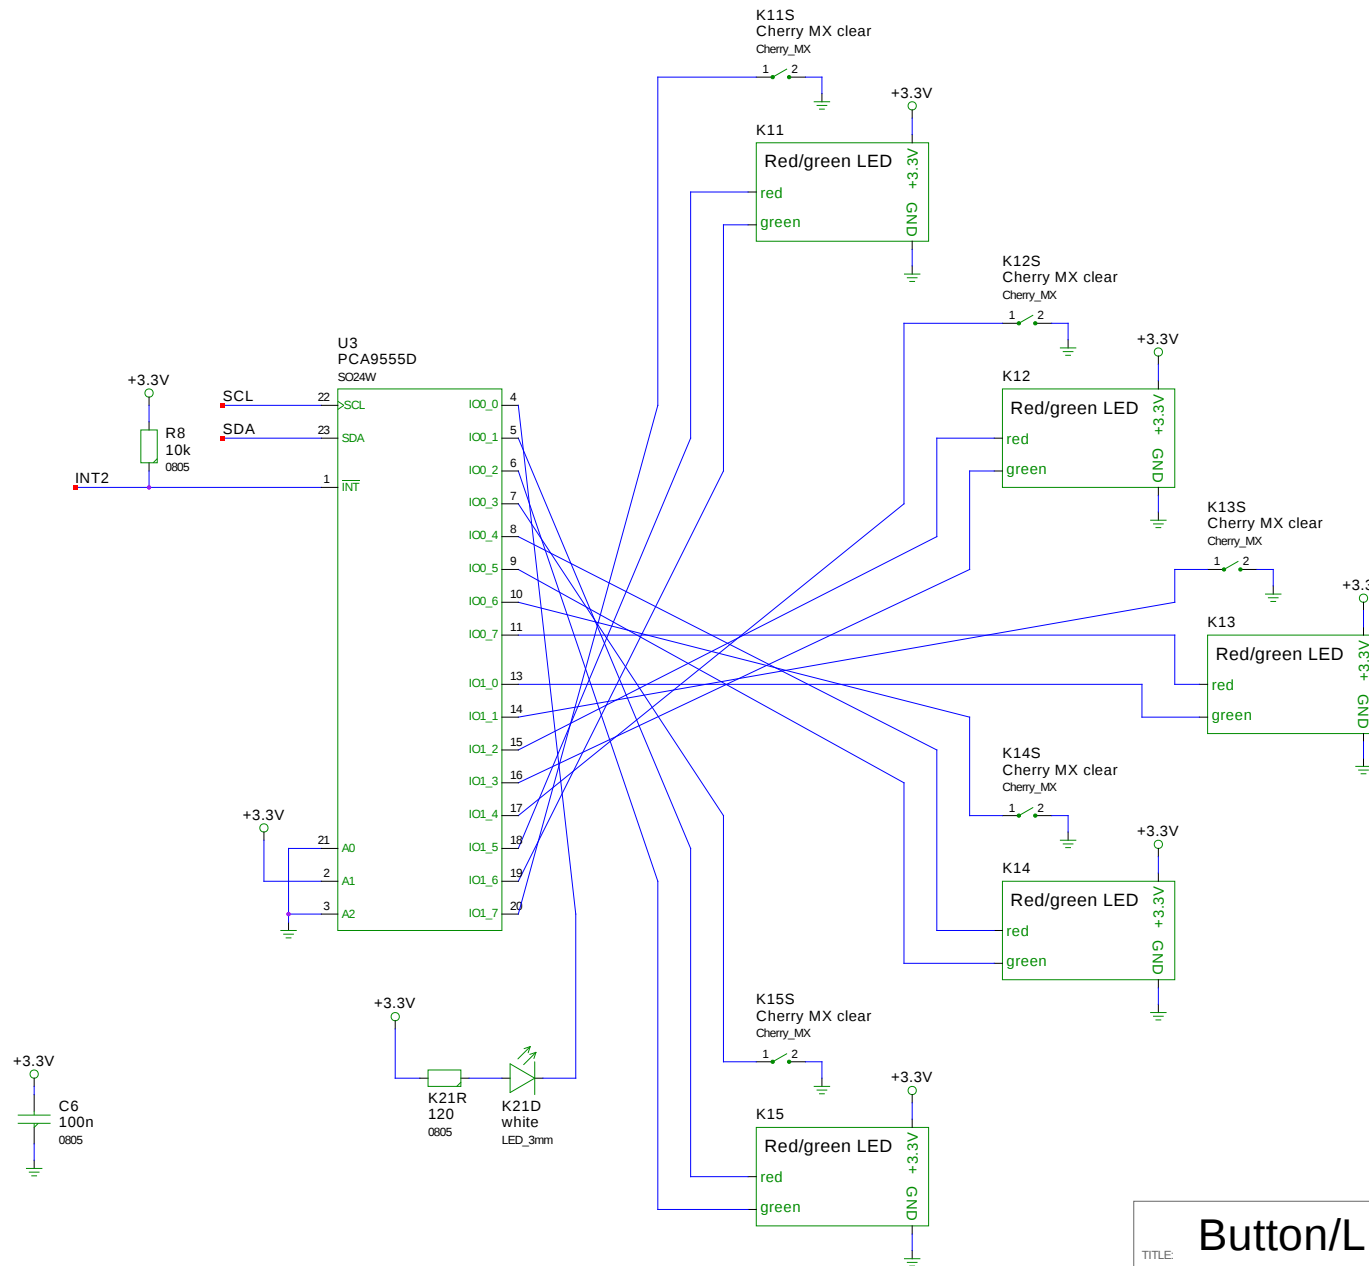 K11S
Cherry MX clear
Cherry_MX
1 2
+3.3V
K11
Red/green LED
+3.3V
red
green
GND
K12S
Cherry MX clear
Cherry_MX
1 2
+3.3V
K12
Red/green LED
+3.3V
red
green
GND
U3
PCA9555D
SO24W
+3.3V
R8
10k
0805
SCL
22
>SCL
SDA
23
SDA
INT2
1
INT
IO0_0
4
IO0_1
5
IO0_2
6
IO0_3
7
IO0_4
8
IO0_5
9
IO0_6
10
IO0_7
11
IO1_0
13
IO1_1
14
IO1_2
15
IO1_3
16
IO1_4
17
IO1_5
18
IO1_6
19
IO1_7
20
+3.3V
21
A0
2
A1
3
A2
K13S
Cherry MX clear
Cherry_MX
1 2
+3.3
K13
Red/green LED
+3.3V
red
green
GND
K14S
Cherry MX clear
Cherry_MX
1 2
+3.3V
K14
Red/green LED
+3.3V
red
green
GND
+3.3V
K21R
120
0805
K21D
white
LED_3mm
+3.3V
C6
100n
0805
K15S
Cherry MX clear
Cherry_MX
1 2
+3.3V
K15
Red/green LED
+3.3V
red
green
GND
TITLE:
Button/L